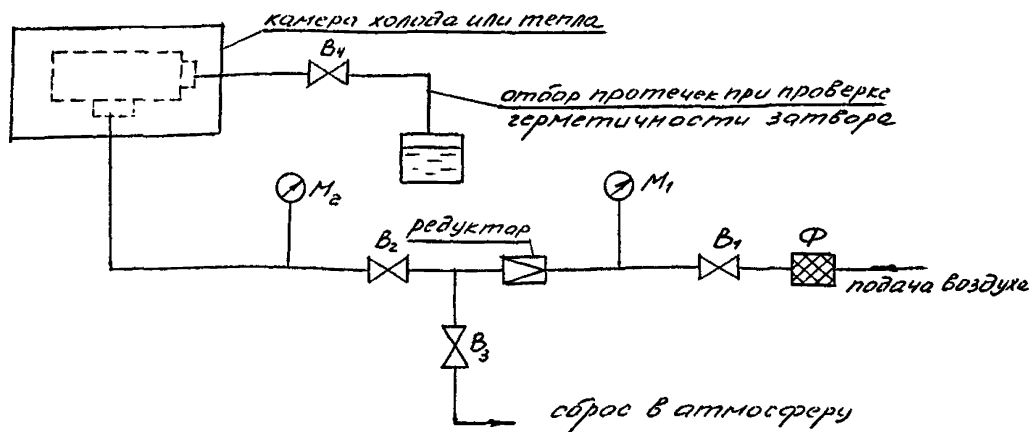 камера холода или тепла
В4
отбор протечек при проверке
герметичности затвора
М2
М1
редуктор
В2
В1
Ф
подача воздуха
В3
сброс в атмосферу